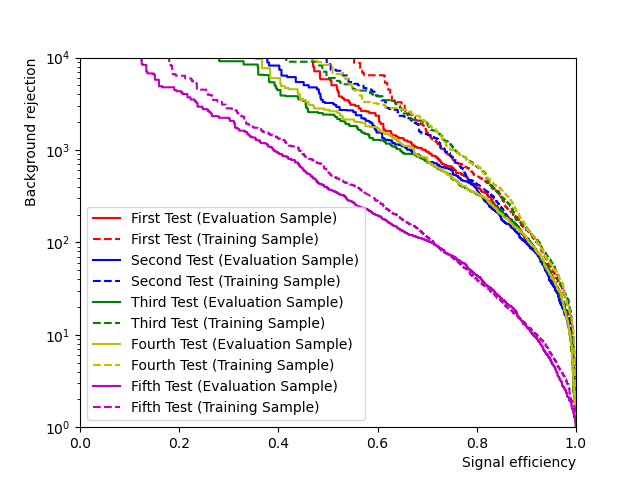 Background rejection
10^4
10^3
10^2
10^1
10^0
First Test (Evaluation Sample)
First Test (Training Sample)
Second Test (Evaluation Sample)
Second Test (Training Sample)
Third Test (Evaluation Sample)
Third Test (Training Sample)
Fourth Test (Evaluation Sample)
Fourth Test (Training Sample)
Fifth Test (Evaluation Sample)
Fifth Test (Training Sample)
0.0 0.2 0.4 0.6 0.8 1.0
Signal efficiency